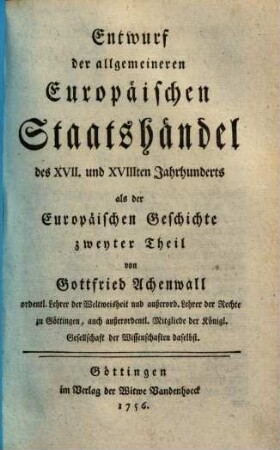 Entwurf
der allgemeineren
Europäischen
Staatshändel
des XVII. und XVIIIten Jahrhunderts
als der
Europäischen Geschichte
zweyter Theil
von
Gottfried Achenwall
ordentl. Lehrer der Weltweisheit und außerord. Lehrer der Rechte
zu Göttingen, auch außerordentl. Mitgliede der Königl.
Gesellschaft der Wissenschaften daselbst.
Göttingen
im Verlag der Witwe Vandenhoeck
1756.